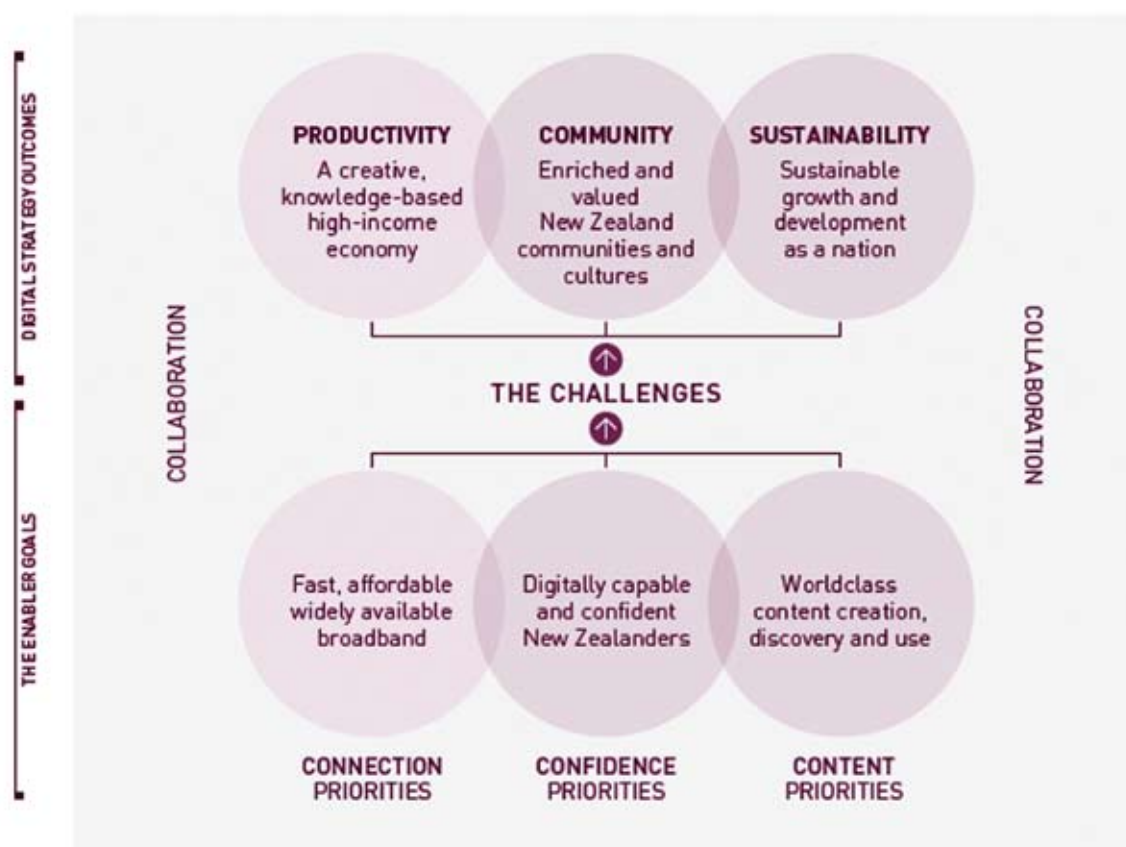 DIGITAL STRATEGY OUTCOMES
PRODUCTIVITY
A creative,
knowledge-based
high-income
economy
COMMUNITY
Enriched and
valued
New Zealand
communities and
cultures
SUSTAINABILITY
Sustainable
growth and
development
as a nation
COLLABORATION
THE CHALLENGES
COLLABORATION
THE ENABLER GOALS
Fast, affordable
widely available
broadband
Digitally capable
and confident
New Zealanders
Worldclass
content creation,
discovery and use
CONNECTION
PRIORITIES
CONFIDENCE
PRIORITIES
CONTENT
PRIORITIES